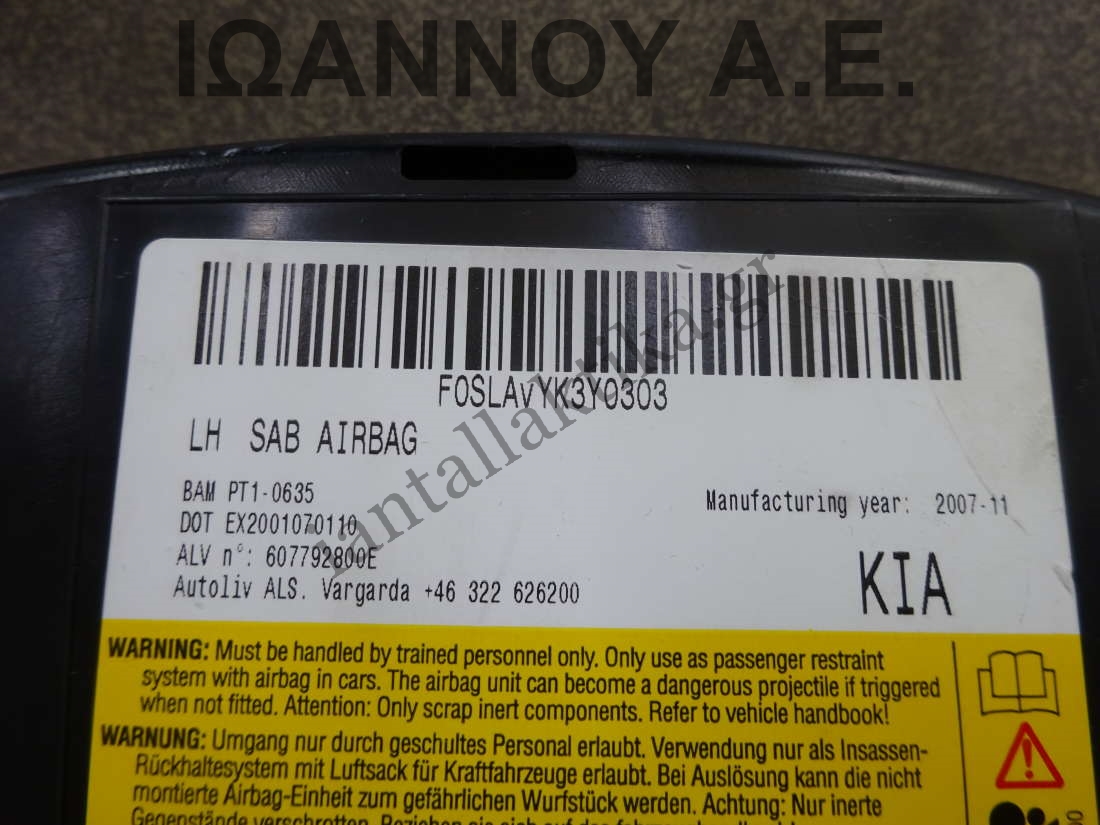 ΙΩΑΝΝΟΥ Α.Ε.
F0SLAvYK3Y0303
LH SAB AIRBAG
BAM PT1-0635
DOT EX2001070110
ALV n°: 607792800E
Autoliv ALS. Vargarda +46 322 626200
Manufacturing year: 2007-11
KIA
iantallaktika.gr
WARNING: Must be handled by trained personnel only. Only use as passenger restraint
system with airbag in cars. The airbag unit can become a dangerous projectile if triggered
when not fitted. Attention: Only scrap inert components. Refer to vehicle handbook!
WARNUNG: Umgang nur durch geschultes Personal erlaubt. Verwendung nur als Insassen-
Rückhaltesystem mit Luftsack für Kraftfahrzeuge erlaubt. Bei Auslösung kann die nicht
montierte Airbag-Einheit zum gefährlichen Wurfstück werden. Achtung: Nur inerte
Gegenstände verschrotten.